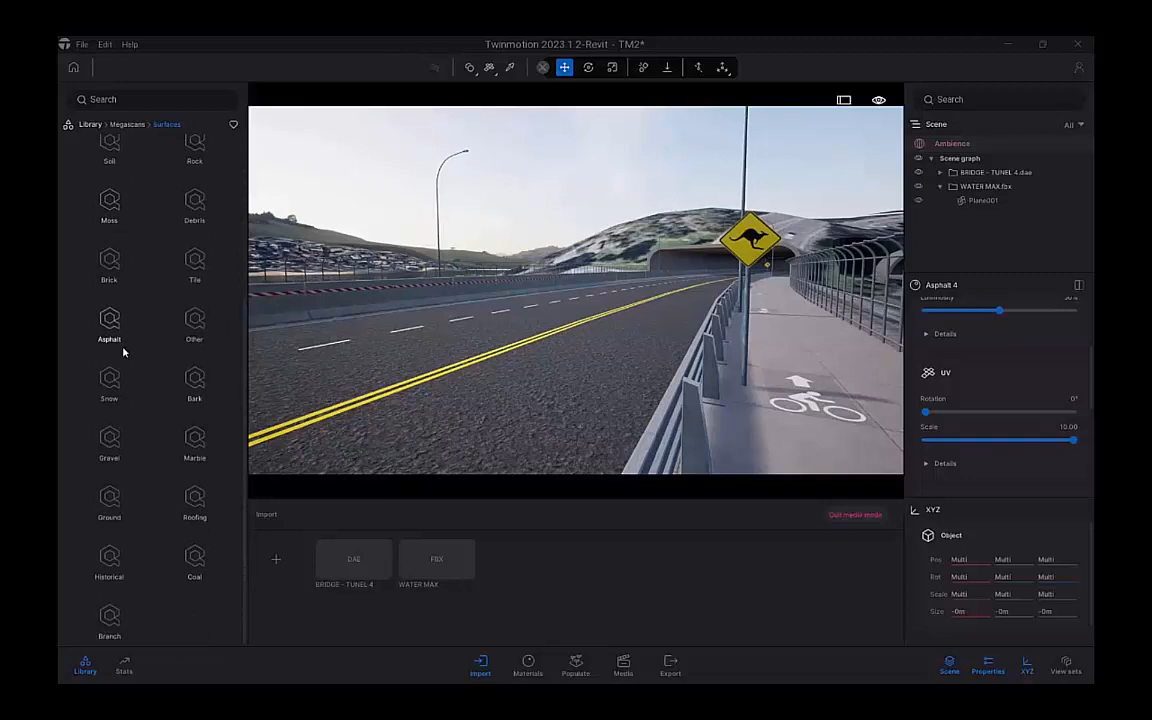 File Edit Help
Twinmotion 2023.1 2-Revit - TM2*
Search
Library > Megascans > Surfaces
Soil
Rock
Moss
Debris
Brick
Tile
Asphalt
Other
Snow
Bark
Gravel
Marble
Ground
Roofing
Historical
Coal
Branch
Library
Stats
Import
Quit media mode
DAE
FBX
BRIDGE - TUNEL 4
WATER MAX
Import
Materials
Populate
Media
Export
Search
Scene
All
Ambience
Scene graph
BRIDGE - TUNEL 4.dae
WATER MAX.fbx
Plane001
Asphalt 4
Luminosity
50%
Details
UV
Rotation 0°
Scale 10.00
Details
XYZ
Object
Pos Multi Multi Multi
Rot Multi Multi Multi
Scale Multi Multi Multi
Size -0m -0m -0m
Scene
Properties
XYZ
View sets